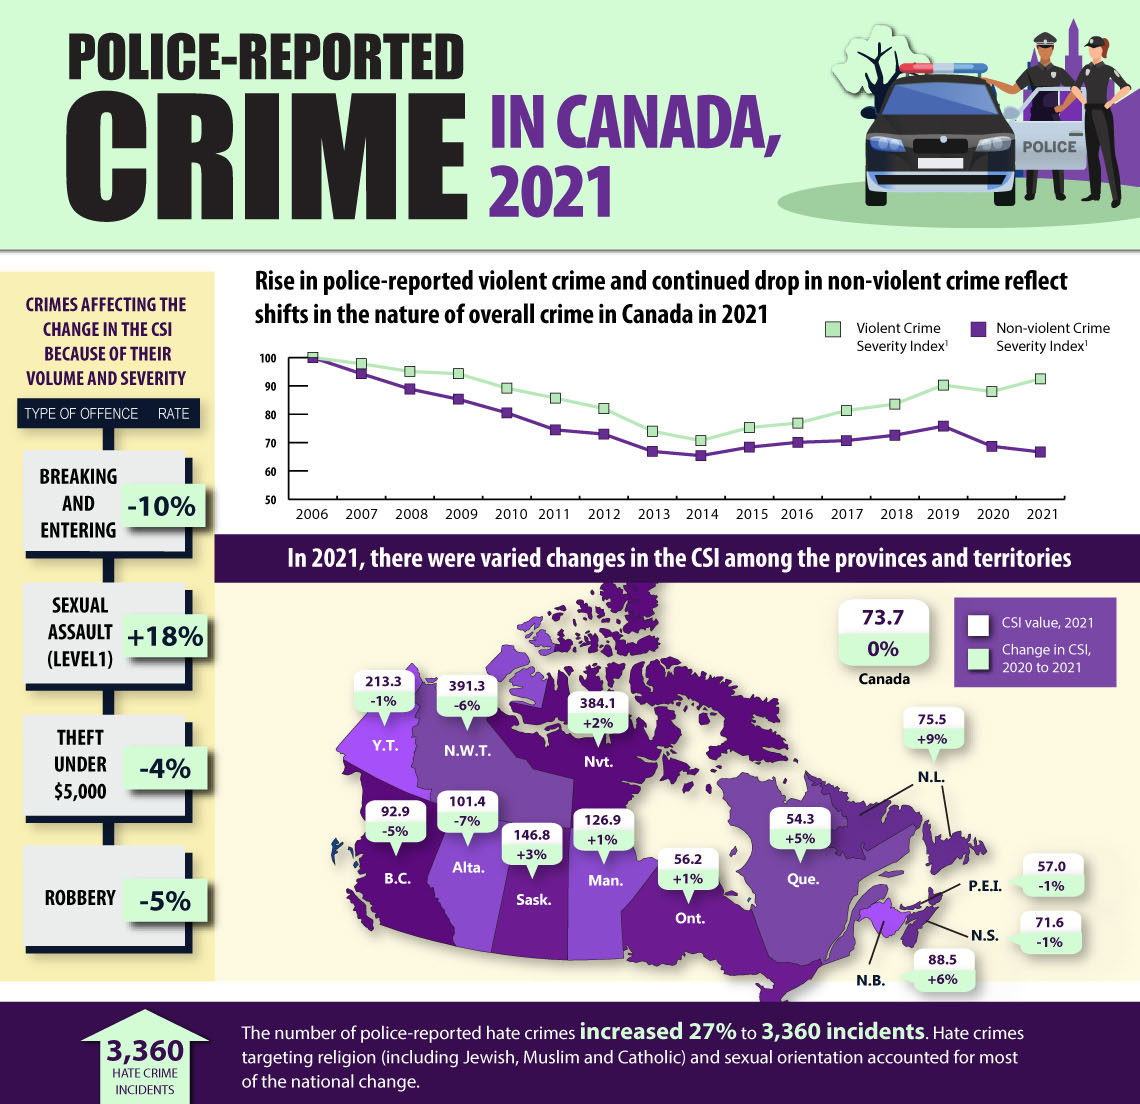 POLICE-REPORTED
CRIME
IN CANADA,
2021
POLICE
CRIMES AFFECTING THE
CHANGE IN THE CSI
BECAUSE OF THEIR
VOLUME AND SEVERITY
TYPE OF OFFENCE RATE
BREAKING
AND
ENTERING
-10%
SEXUAL
ASSAULT
(LEVEL1)
+18%
THEFT
UNDER
$5,000
-4%
ROBBERY
-5%
Rise in police-reported violent crime and continued drop in non-violent crime reflect
shifts in the nature of overall crime in Canada in 2021
Violent Crime
Severity Index¹
Non-violent Crime
Severity Index¹
100
90
80
70
60
50
2006 2007 2008 2009 2010 2011 2012 2013 2014 2015 2016 2017 2018 2019 2020 2021
In 2021, there were varied changes in the CSI among the provinces and territories
73.7
0%
Canada
CSI value, 2021
Change in CSI,
2020 to 2021
213.3
-1%
Y.T.
391.3
-6%
N.W.T.
384.1
+2%
Nvt.
75.5
+9%
N.L.
92.9
-5%
B.C.
101.4
-7%
Alta.
146.8
+3%
Sask.
126.9
+1%
Man.
56.2
+1%
Ont.
54.3
+5%
Que.
57.0
-1%
P.E.I.
71.6
-1%
N.S.
88.5
+6%
N.B.
3,360
HATE CRIME
INCIDENTS
The number of police-reported hate crimes increased 27% to 3,360 incidents. Hate crimes
targeting religion (including Jewish, Muslim and Catholic) and sexual orientation accounted for most
of the national change.